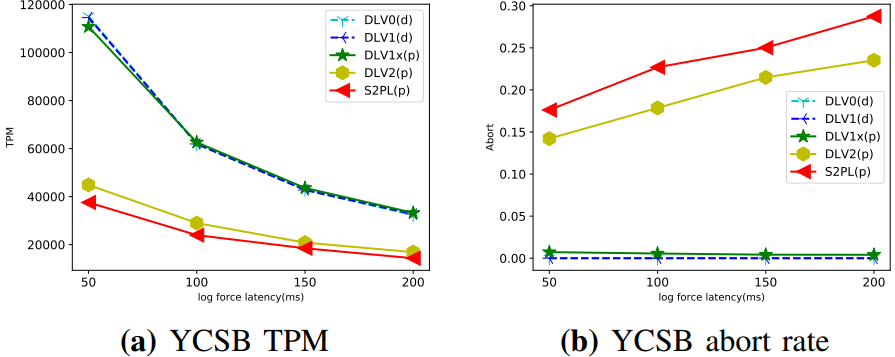 120000
100000
80000
60000
40000
20000
TPM
50
100
150
200
log force latency(ms)
DLV0(d)
DLV1(d)
DLV1x(p)
DLV2(p)
S2PL(p)
(a) YCSB TPM
0.30
0.25
0.20
0.15
0.10
0.05
0.00
Abort
50
100
150
200
log force latency(ms)
DLV0(d)
DLV1(d)
DLV1x(p)
DLV2(p)
S2PL(p)
(b) YCSB abort rate